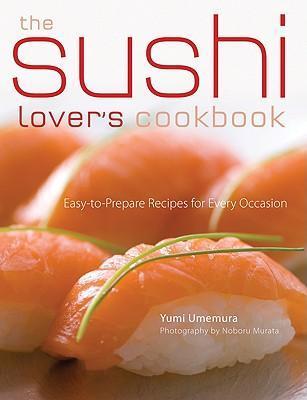 the
sushi
lover's cookbook
Easy-to-Prepare Recipes for Every Occasion
Yumi Umemura
Photography by Noboru Murata